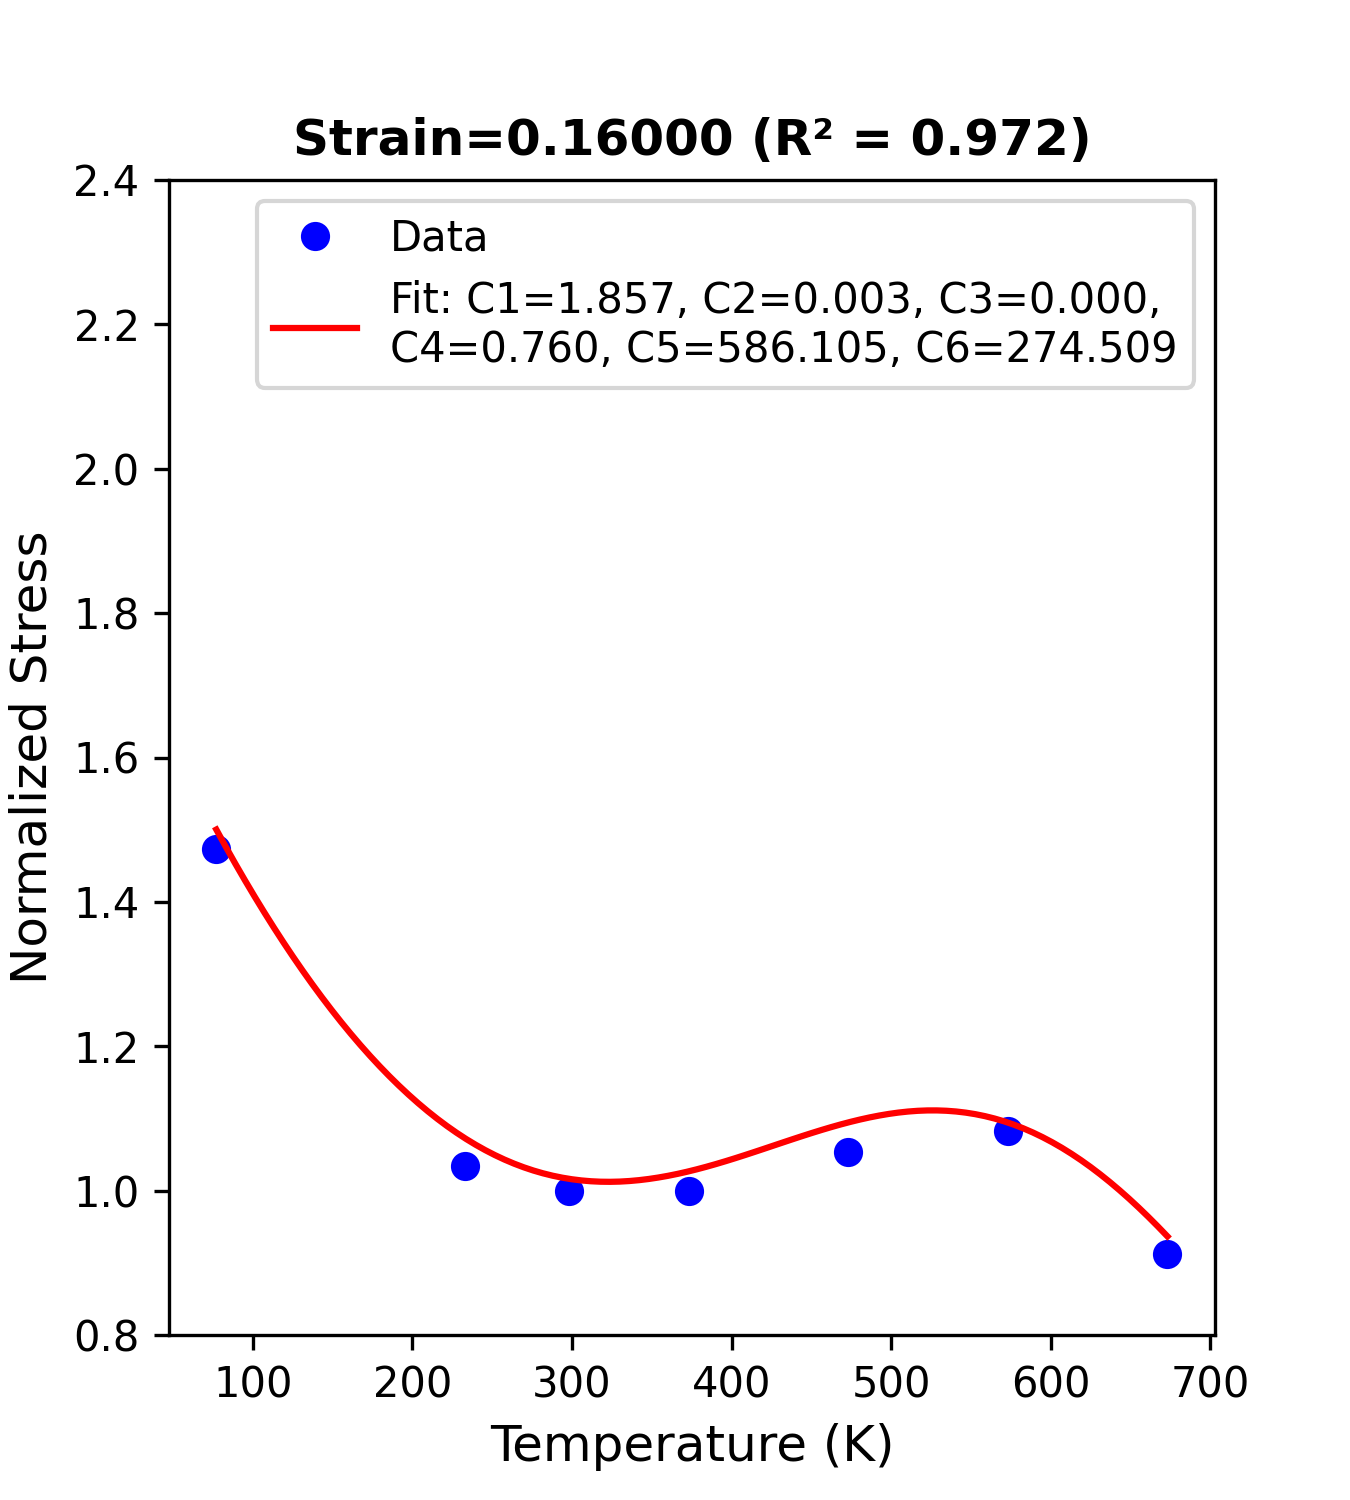 Strain=0.16000 (R² = 0.972)
2.4
2.2
2.0
1.8
1.6
1.4
1.2
1.0
0.8
Data
Fit: C1=1.857, C2=0.003, C3=0.000,
C4=0.760, C5=586.105, C6=274.509
Normalized Stress
100 200 300 400 500 600 700
Temperature (K)